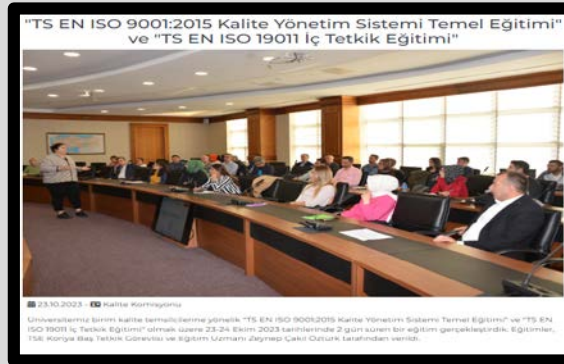 "TS EN ISO 9001:2015 Kalite Yönetim Sistemi Temel Eğitimi"
ve "TS EN ISO 19011 İç Tetkik Eğitimi"
23.10.2023 - Kalite Komisyonu
Üniversitemiz birim kalite temsilcilerine yönelik "TS EN ISO 9001:2015 Kalite Yönetim Sistemi Temel Eğitimi" ve "TS EN
ISO 19011 İç Tetkik Eğitimi" olmak üzere 23-24 Ekim 2023 tarihlerinde 2 gün süren bir eğitim gerçekleştirdik. Eğitimler,
TSE Konya Baş Tetkik Görevlisi ve Eğitim Uzmanı Zeynep Çakıl Öztürk tarafından verildi.